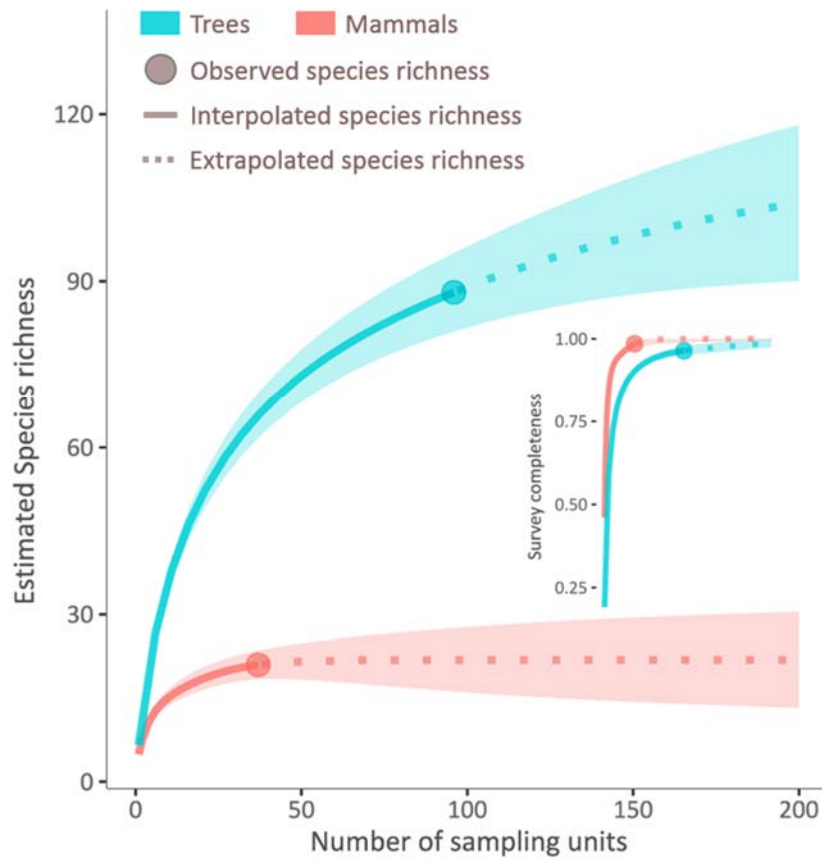 Trees Mammals
Observed species richness
Interpolated species richness
Extrapolated species richness
120
90
60
30
0
Estimated Species richness
1.00
0.75
0.50
0.25
Survey completeness
0 50 100 150 200
Number of sampling units